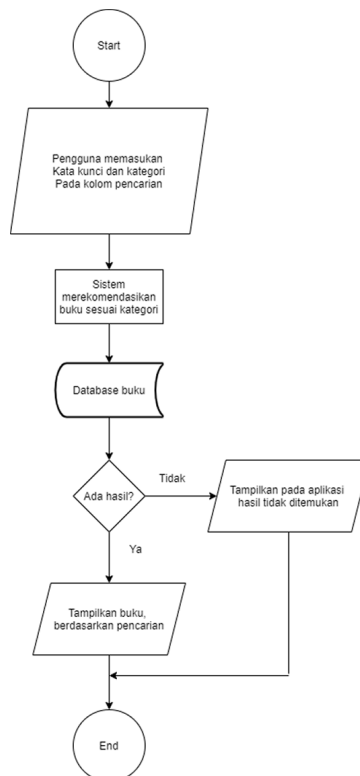 Start
Pengguna memasukan
Kata kunci dan kategori
Pada kolom pencarian
Sistem
merekomendasikan
buku sesuai kategori
Database buku
Ada hasil?
Tidak
Tampilkan pada aplikasi
hasil tidak ditemukan
Ya
Tampilkan buku,
berdasarkan pencarian
End